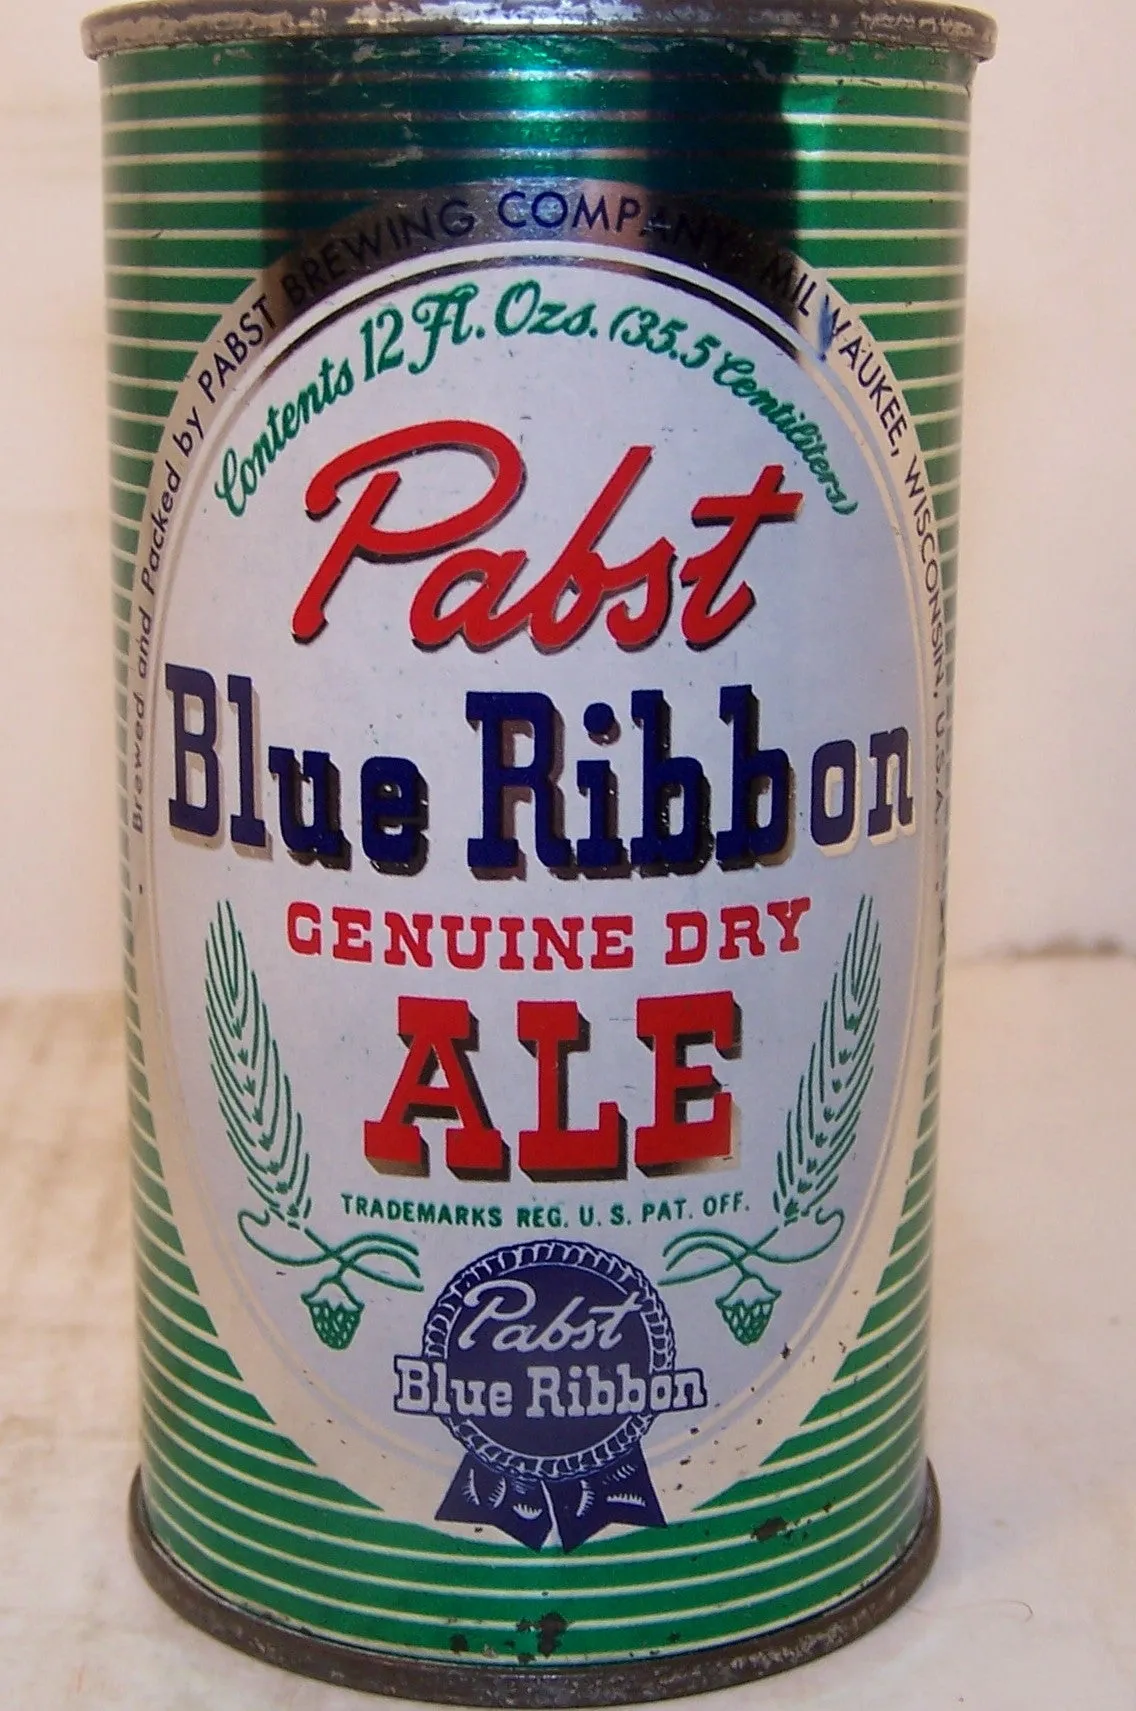 Brewed and Packed by PABST BREWING COMPANY, MILWAUKEE, WISCONSIN, U.S.A.
Contents 12 Fl. Ozs. (35.5 Centiliters)
Pabst
Blue Ribbon
GENUINE DRY
ALE
TRADEMARKS REG. U. S. PAT. OFF.
Pabst
Blue Ribbon